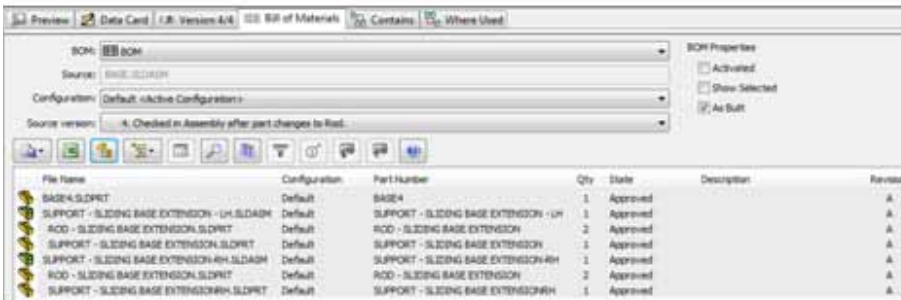 Preview Data Card Version 4/4 Bill of Materials Contains Where Used
BOM: BOM BOM Properties
Source: BASE.SLDASM Activated
Show Selected
Configuration: Default <Active Configuration> As Built
Source version: 4. Checked in Assembly after part changes to Rod.
File Name Configuration Part Number Qty State Description Revision
BASE4.SLDPRT Default BASE4 1 Approved A
SUPPORT - SLIDING BASE EXTENSION - LH.SLDASM Default SUPPORT - SLIDING BASE EXTENSION - LH 1 Approved A
ROD - SLIDING BASE EXTENSION.SLDPRT Default ROD - SLIDING BASE EXTENSION 2 Approved A
SUPPORT - SLIDING BASE EXTENSION.SLDPRT Default SUPPORT - SLIDING BASE EXTENSION 1 Approved A
SUPPORT - SLIDING BASE EXTENSION-RH.SLDASM Default SUPPORT - SLIDING BASE EXTENSION-RH 1 Approved A
ROD - SLIDING BASE EXTENSION.SLDPRT Default ROD - SLIDING BASE EXTENSION 2 Approved A
SUPPORT - SLIDING BASE EXTENSIONRH.SLDPRT Default SUPPORT - SLIDING BASE EXTENSIONRH 1 Approved A